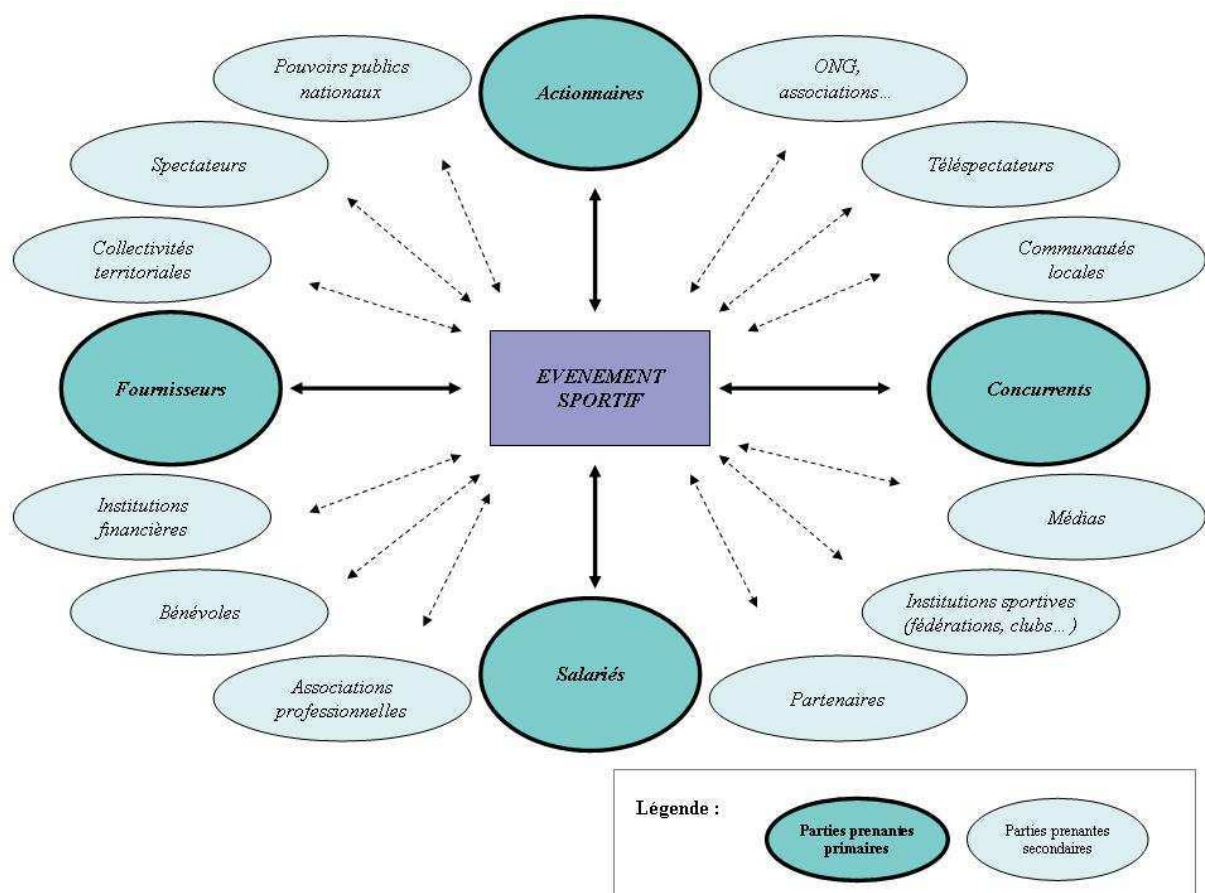 Pouvoirs publics
nationaux
Actionnaires
ONG,
associations…
Spectateurs
Téléspectateurs
Collectivités
territoriales
Communautés
locales
Fournisseurs
EVENEMENT
SPORTIF
Concurrents
Institutions
financières
Médias
Bénévoles
Institutions sportives
(fédérations, clubs…)
Associations
professionnelles
Salariés
Partenaires
Légende :
Parties prenantes
primaires
Parties prenantes
secondaires